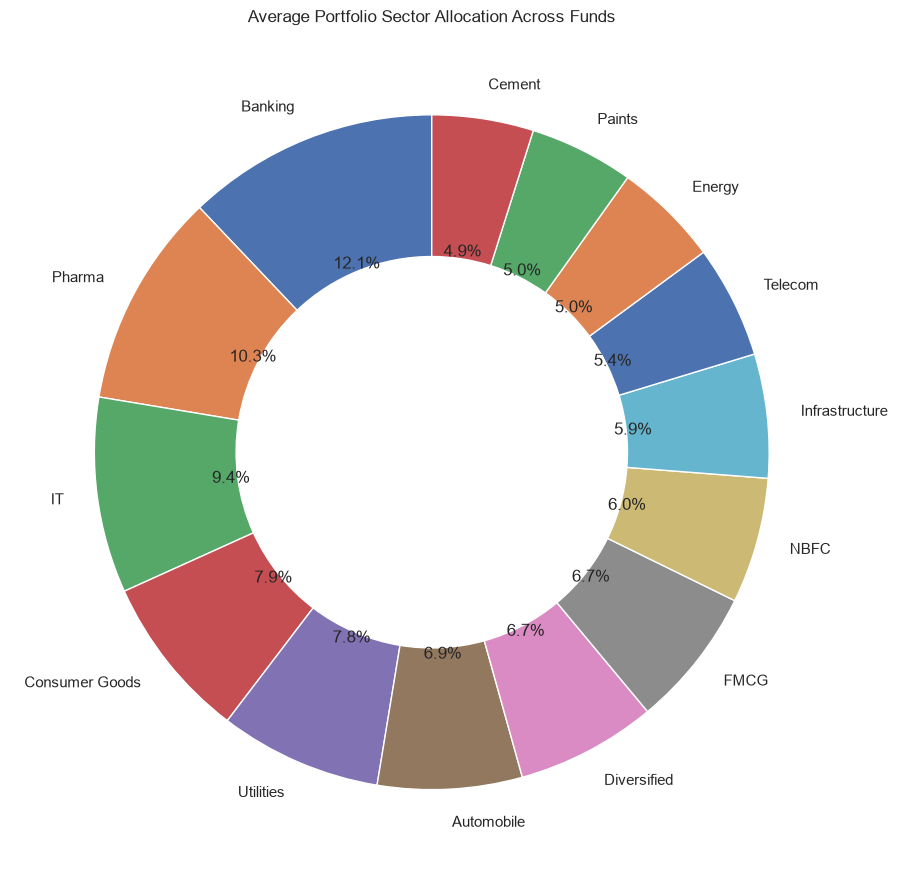 Average Portfolio Sector Allocation Across Funds
Cement
Banking
Paints
Energy
Pharma
Telecom
Infrastructure
IT
NBFC
Consumer Goods
FMCG
Utilities
Diversified
Automobile
12.1%
10.3%
9.4%
7.9%
7.8%
6.9%
6.7%
6.7%
6.0%
5.9%
5.4%
5.0%
5.0%
4.9%